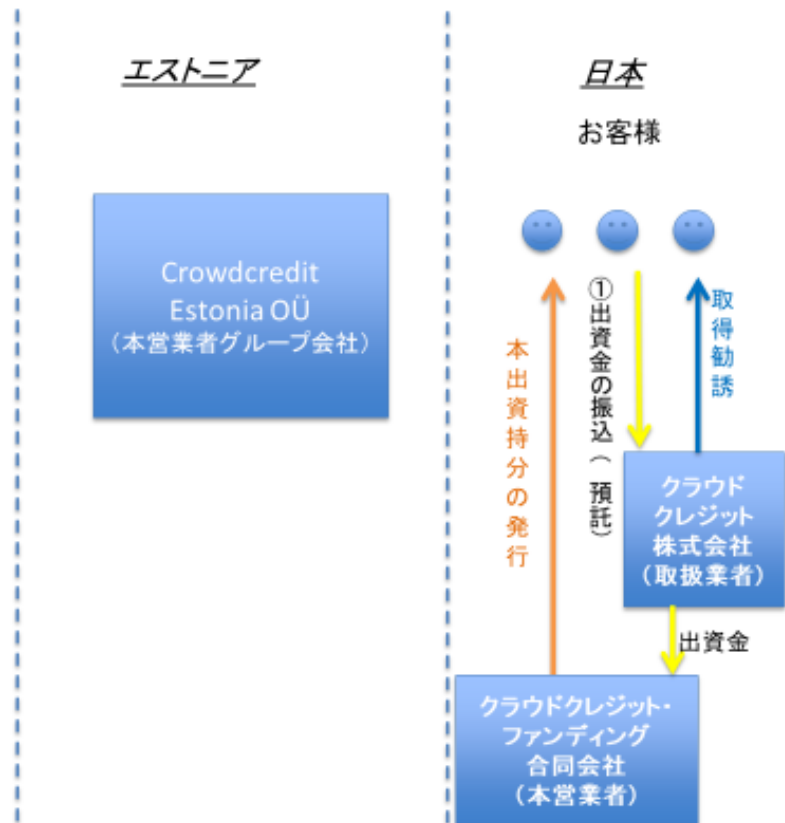 エストニア
日本
お客様
Crowdcredit
Estonia OÜ
（本営業者グループ会社）
本出資持分の発行
①出資金の振込（ 預託）
取得勧誘
クラウド
クレジット
株式会社
（取扱業者）
出資金
クラウドクレジット・
ファンディング
合同会社
（本営業者）